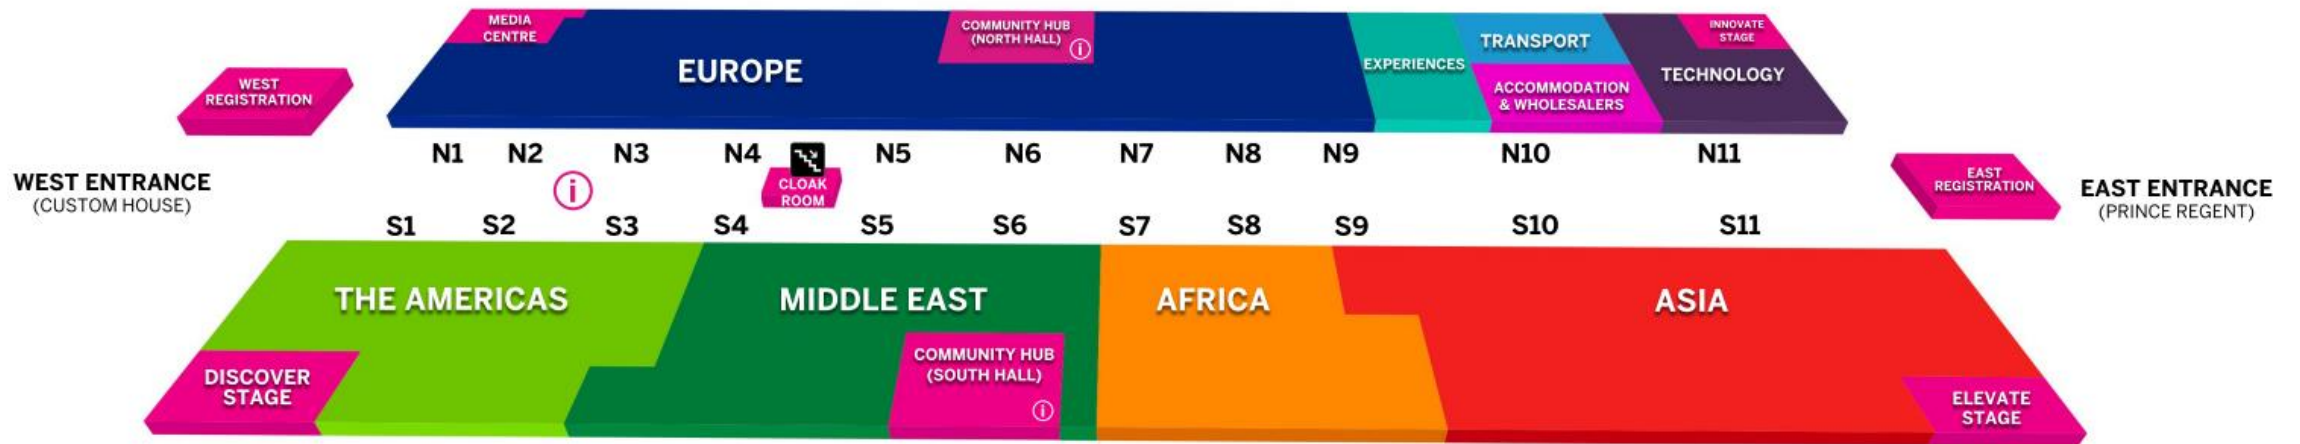 MEDIA
CENTRE
COMMUNITY HUB
(NORTH HALL)
i
INNOVATE
STAGE
TRANSPORT
EUROPE
EXPERIENCES
TECHNOLOGY
ACCOMMODATION
& WHOLESALERS
WEST
REGISTRATION
N1 N2 N3 N4 N5 N6 N7 N8 N9 N10 N11
WEST ENTRANCE
(CUSTOM HOUSE)
i
CLOAK
ROOM
EAST
REGISTRATION
EAST ENTRANCE
(PRINCE REGENT)
S1 S2 S3 S4 S5 S6 S7 S8 S9 S10 S11
THE AMERICAS
MIDDLE EAST
AFRICA
ASIA
DISCOVER
STAGE
COMMUNITY HUB
(SOUTH HALL)
i
ELEVATE
STAGE